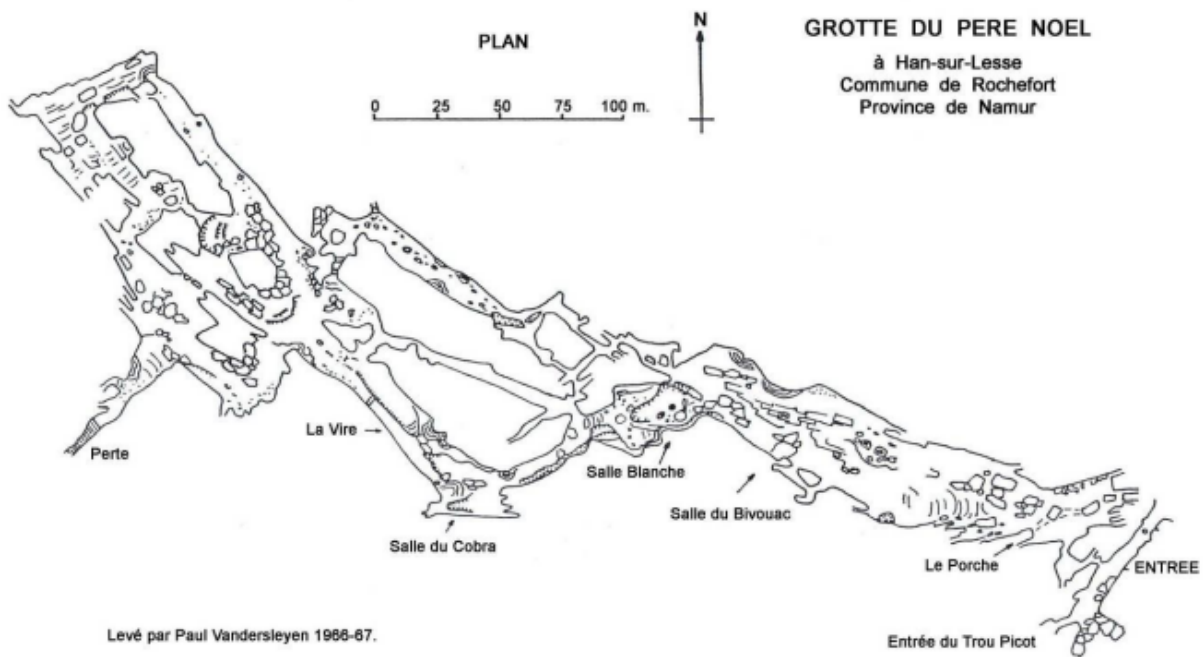 GROTTE DU PERE NOEL
à Han-sur-Lesse
Commune de Rochefort
Province de Namur
PLAN
N
0 25 50 75 100 m.
La Vire
Perte
Salle Blanche
Salle du Bivouac
Salle du Cobra
Le Porche
ENTREE
Levé par Paul Vandersleyen 1966-67.
Entrée du Trou Picot